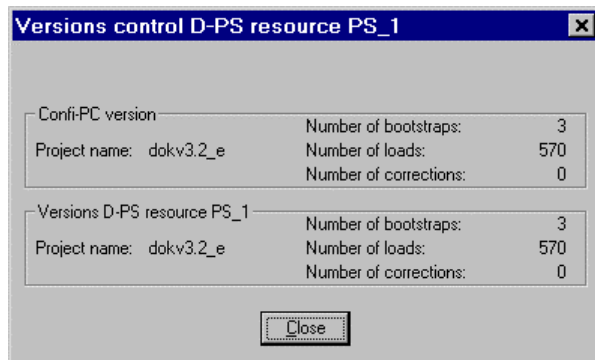 Versions control D-PS resource PS_1
Confi-PC version
Number of bootstraps: 3
Project name: dokv3.2_e Number of loads: 570
Number of corrections: 0
Versions D-PS resource PS_1
Number of bootstraps: 3
Project name: dokv3.2_e Number of loads: 570
Number of corrections: 0
Close